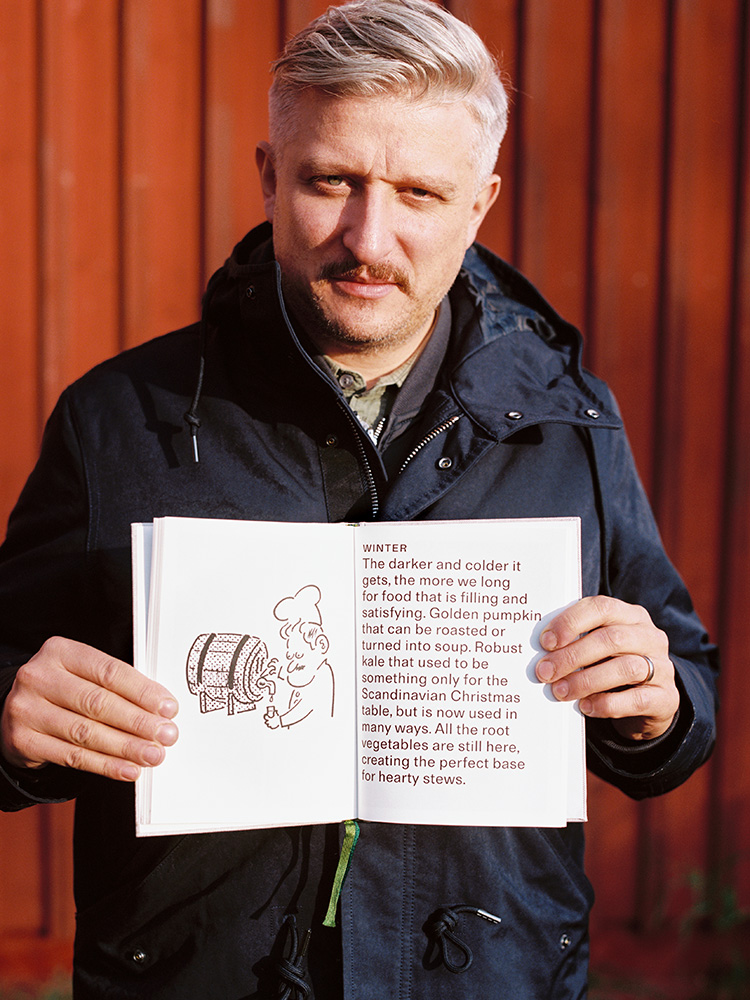 WINTER
The darker and colder it
gets, the more we long
for food that is filling and
satisfying. Golden pumpkin
that can be roasted or
turned into soup. Robust
kale that used to be
something only for the
Scandinavian Christmas
table, but is now used in
many ways. All the root
vegetables are still here,
creating the perfect base
for hearty stews.